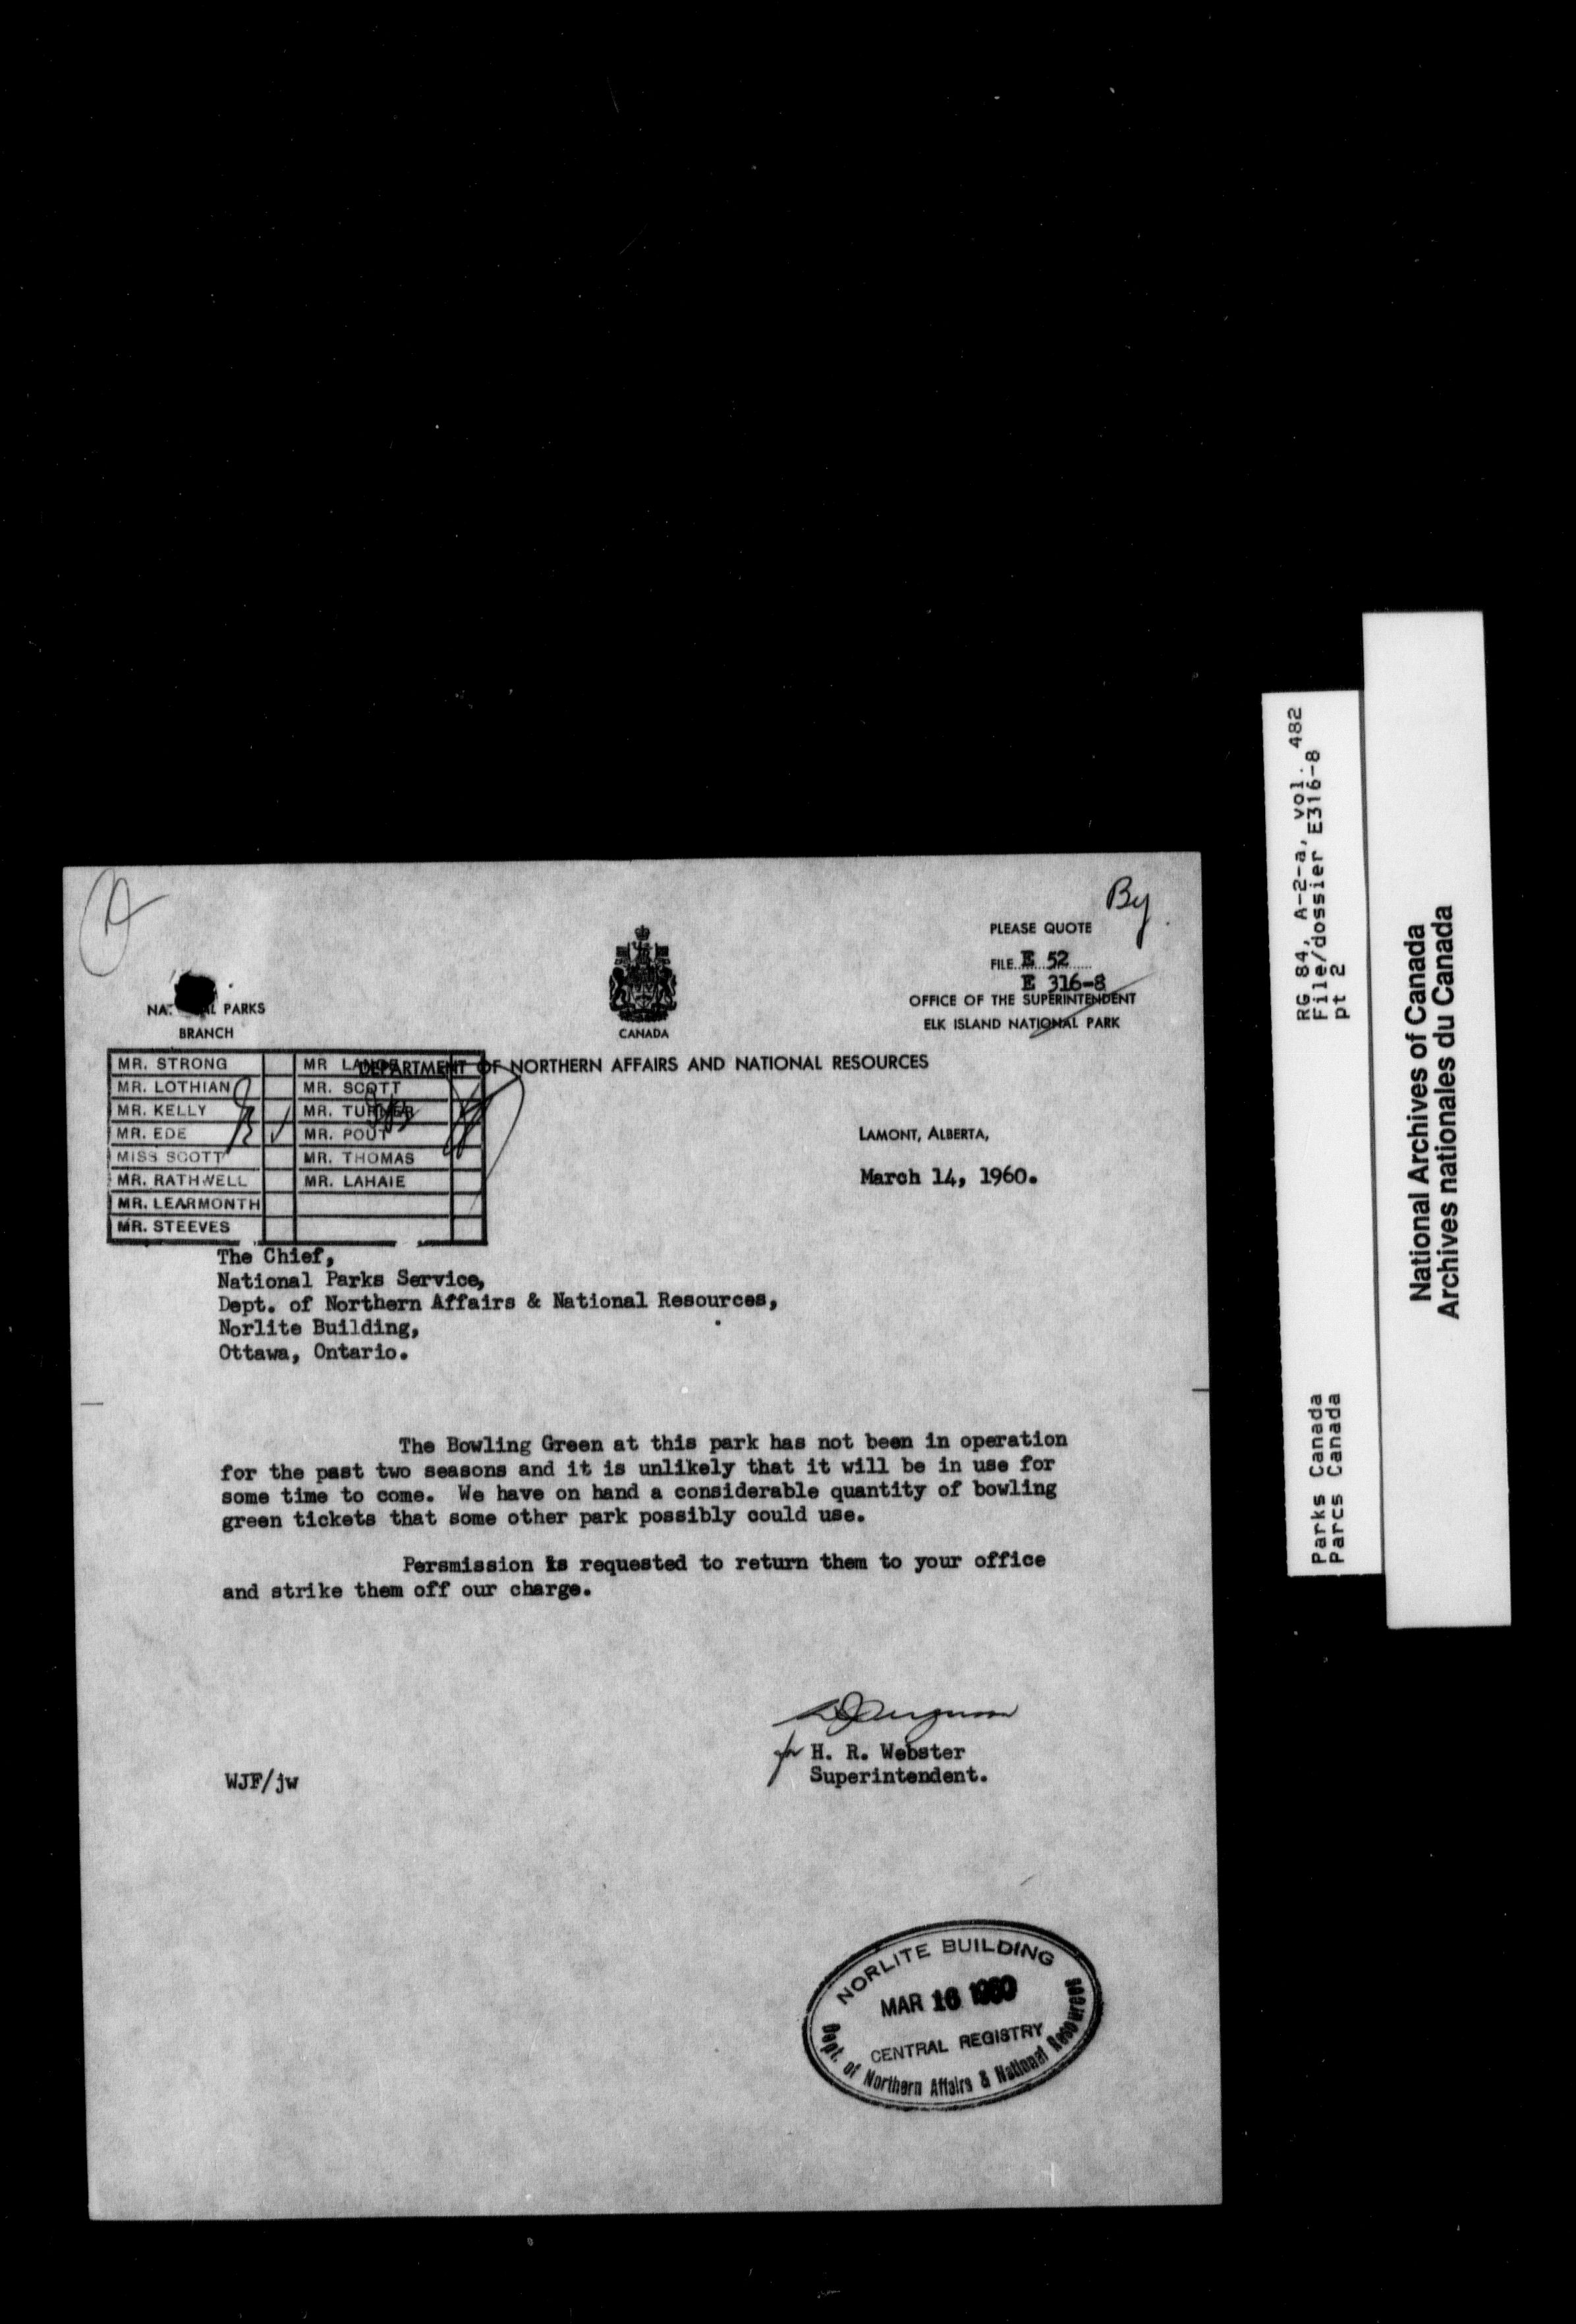 By
PLEASE QUOTE
FILE E 52
E 316-8
OFFICE OF THE SUPERINTENDENT
ELK ISLAND NATIONAL PARK
PARKS
BRANCH
CANADA
DEPARTMENT OF NORTHERN AFFAIRS AND NATIONAL RESOURCES
MR. STRONG
MR. LOTHIAN
MR. KELLY
MR. EDE
MISS SCOTT
MR. RATHWELL
MR. LEARMONTH
MR. STEEVES
MR. SCOTT
MR. TURNER
MR. POUT
MR. THOMAS
MR. LAHAIE
LAMONT, ALBERTA,
March 14, 1960.
The Chief,
National Parks Service,
Dept. of Northern Affairs & National Resources,
Norlite Building,
Ottawa, Ontario.
The Bowling Green at this park has not been in operation
for the past two seasons and it is unlikely that it will be in use for
some time to come. We have on hand a considerable quantity of bowling
green tickets that some other park possibly could use.
Persmission is requested to return them to your office
and strike them off our charge.
for H. R. Webster
Superintendent.
WJF/jw
NORLITE BUILDING
MAR 16 1960
CENTRAL REGISTRY
Dept. of Northern Affairs & National Resources
RG 84, A-2-a, vol. 482
File/dossier E316-8
pt 2
Parks Canada
Parcs Canada
National Archives of Canada
Archives nationales du Canada